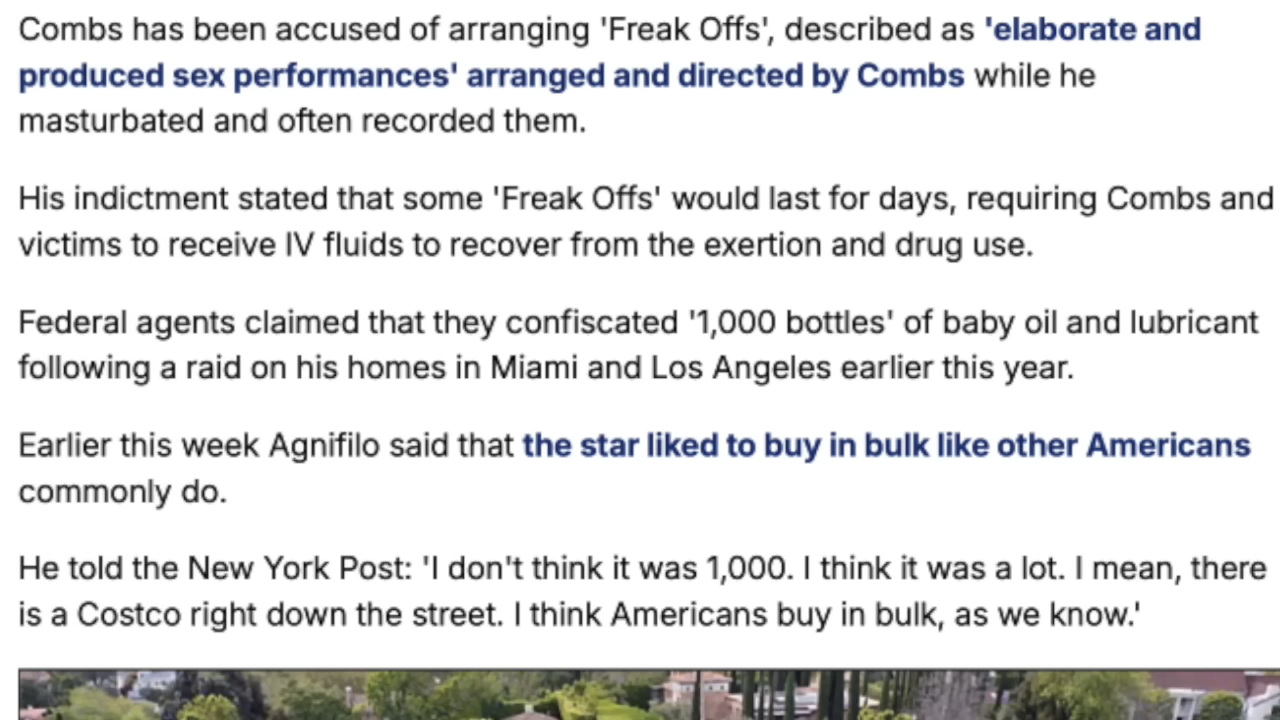 Combs has been accused of arranging 'Freak Offs', described as 'elaborate and
produced sex performances' arranged and directed by Combs while he
masturbated and often recorded them.
His indictment stated that some 'Freak Offs' would last for days, requiring Combs and
victims to receive IV fluids to recover from the exertion and drug use.
Federal agents claimed that they confiscated '1,000 bottles' of baby oil and lubricant
following a raid on his homes in Miami and Los Angeles earlier this year.
Earlier this week Agnifilo said that the star liked to buy in bulk like other Americans
commonly do.
He told the New York Post: 'I don't think it was 1,000. I think it was a lot. I mean, there
is a Costco right down the street. I think Americans buy in bulk, as we know.'